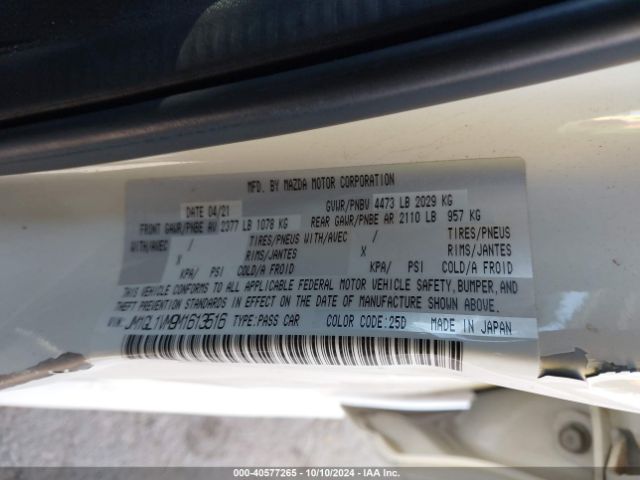 MFD. BY MAZDA MOTOR CORPORATION
DATE 04/21 GVWR/PNBV 4473 LB 2029 KG
FRONT GAWR/PNBE AV 2377 LB 1078 KG REAR GAWR/PNBE AR 2110 LB 957 KG
WITH/AVEC / TIRES/PNEUS WITH/AVEC / TIRES/PNEUS
X RIMS/JANTES X RIMS/JANTES
KPA/ PSI COLD/A FROID KPA/ PSI COLD/A FROID
THIS VEHICLE CONFORMS TO ALL APPLICABLE FEDERAL MOTOR VEHICLE SAFETY, BUMPER, AND
THEFT PREVENTION STANDARDS IN EFFECT ON THE DATE OF MANUFACTURE SHOWN ABOVE.
VIN: JM1GL1VM9M1613516 TYPE:PASS CAR COLOR CODE:25D MADE IN JAPAN
000-40577265 - 10/10/2024 - IAA Inc.